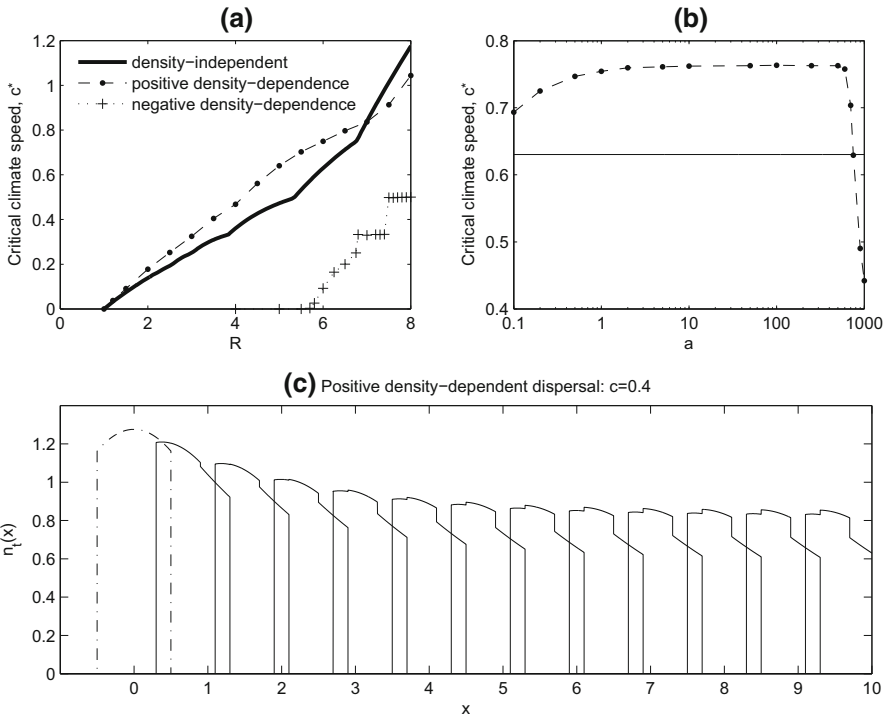 (a)
Critical climate speed, c*
1.2
1
0.8
0.6
0.4
0.2
0
density−independent
positive density−dependence
negative density−dependence
0 2 4 6 8
R
(b)
Critical climate speed, c*
0.8
0.7
0.6
0.5
0.4
0.1 1 10 100 1000
a
(c) Positive density−dependent dispersal: c=0.4
n_t(x)
1.2
1
0.8
0.6
0.4
0.2
0
0 1 2 3 4 5 6 7 8 9 10
x